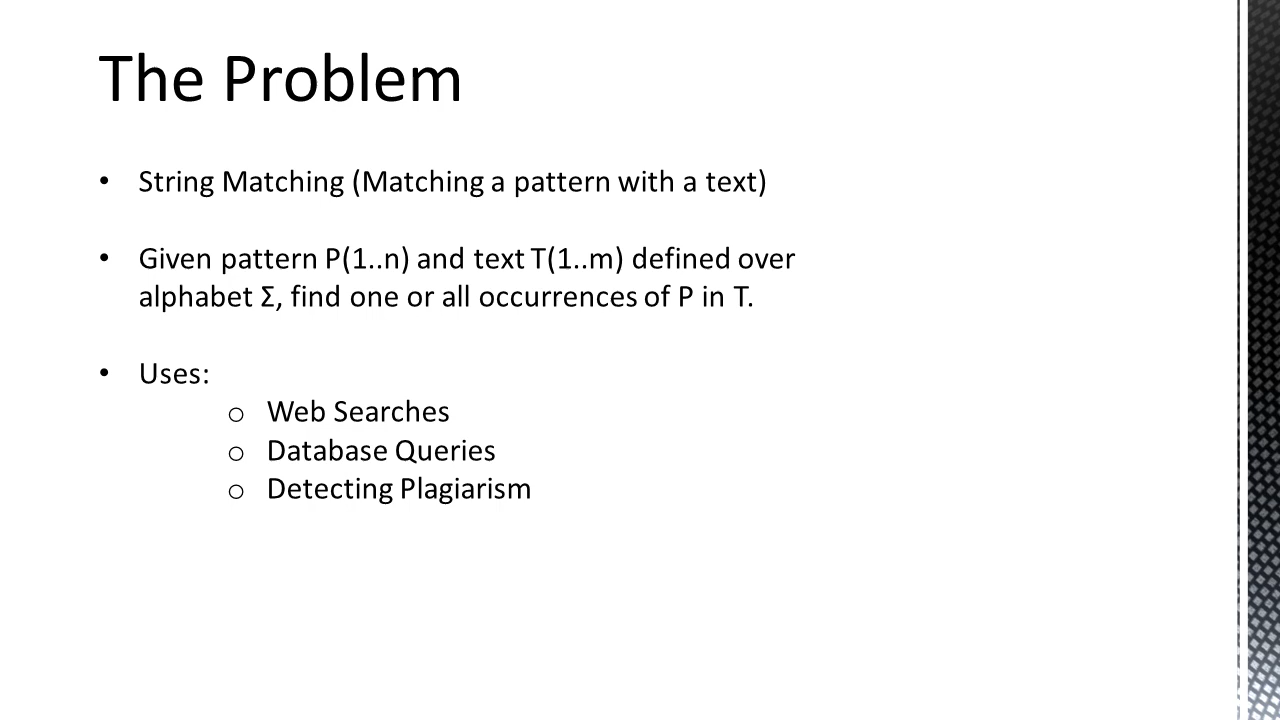 The Problem
• String Matching (Matching a pattern with a text)
• Given pattern P(1..n) and text T(1..m) defined over
alphabet Σ, find one or all occurrences of P in T.
• Uses:
o Web Searches
o Database Queries
o Detecting Plagiarism